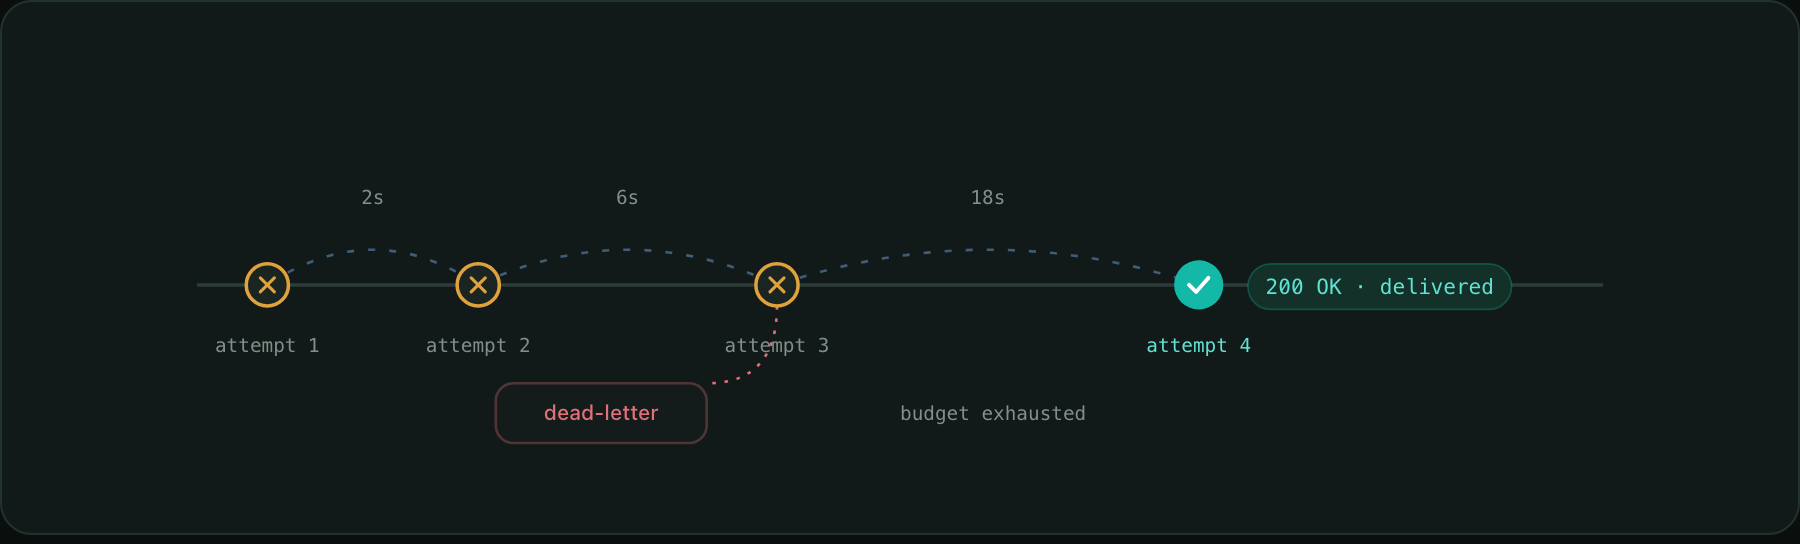 2s
6s
18s
200 OK · delivered
attempt 1
attempt 2
attempt 3
attempt 4
dead-letter
budget exhausted